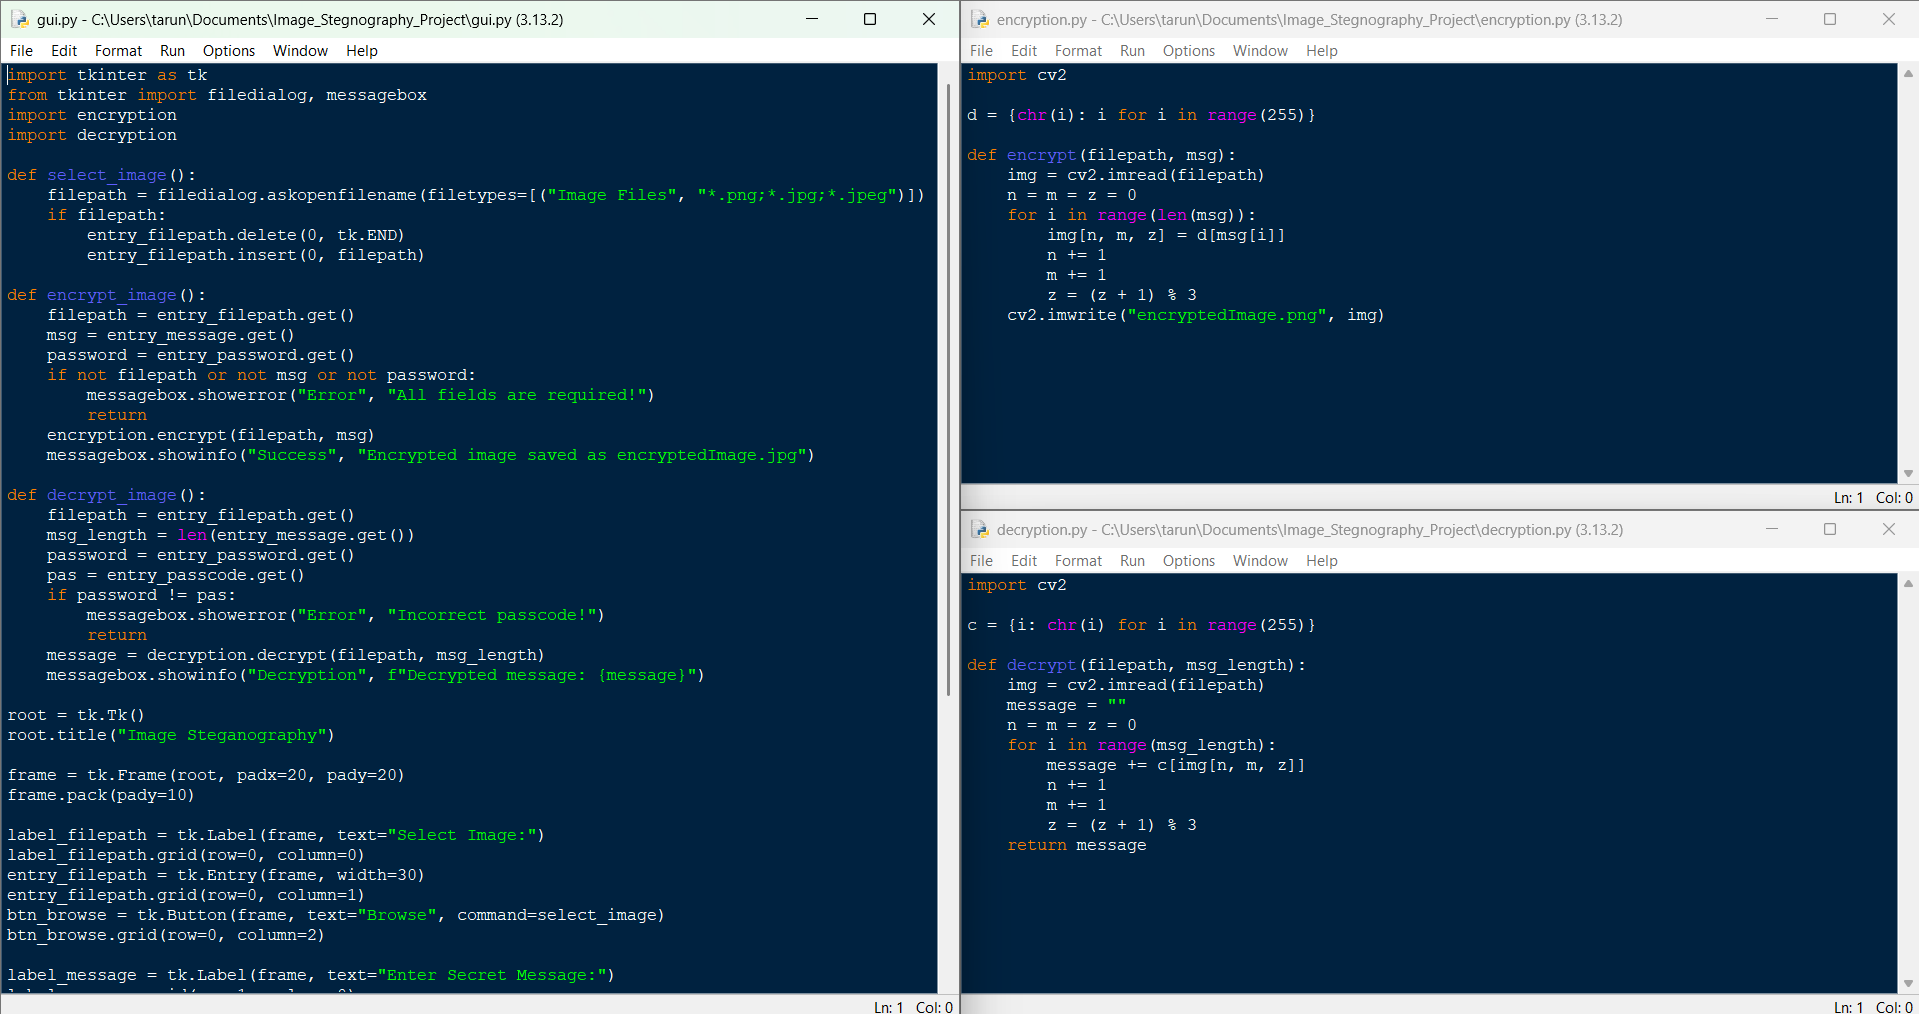 gui.py - C:\Users\tarun\Documents\Image_Stegnography_Project\gui.py (3.13.2)
File Edit Format Run Options Window Help
import tkinter as tk
from tkinter import filedialog, messagebox
import encryption
import decryption
def select_image():
    filepath = filedialog.askopenfilename(filetypes=[("Image Files", "*.png;*.jpg;*.jpeg")])
    if filepath:
        entry_filepath.delete(0, tk.END)
        entry_filepath.insert(0, filepath)
def encrypt_image():
    filepath = entry_filepath.get()
    msg = entry_message.get()
    password = entry_password.get()
    if not filepath or not msg or not password:
        messagebox.showerror("Error", "All fields are required!")
        return
    encryption.encrypt(filepath, msg)
    messagebox.showinfo("Success", "Encrypted image saved as encryptedImage.jpg")
def decrypt_image():
    filepath = entry_filepath.get()
    msg_length = len(entry_message.get())
    password = entry_password.get()
    pas = entry_passcode.get()
    if password != pas:
        messagebox.showerror("Error", "Incorrect passcode!")
        return
    message = decryption.decrypt(filepath, msg_length)
    messagebox.showinfo("Decryption", f"Decrypted message: {message}")
root = tk.Tk()
root.title("Image Steganography")
frame = tk.Frame(root, padx=20, pady=20)
frame.pack(pady=10)
label_filepath = tk.Label(frame, text="Select Image:")
label_filepath.grid(row=0, column=0)
entry_filepath = tk.Entry(frame, width=30)
entry_filepath.grid(row=0, column=1)
btn_browse = tk.Button(frame, text="Browse", command=select_image)
btn_browse.grid(row=0, column=2)
label_message = tk.Label(frame, text="Enter Secret Message:")
Ln: 1 Col: 0
encryption.py - C:\Users\tarun\Documents\Image_Stegnography_Project\encryption.py (3.13.2)
File Edit Format Run Options Window Help
import cv2
d = {chr(i): i for i in range(255)}
def encrypt(filepath, msg):
    img = cv2.imread(filepath)
    n = m = z = 0
    for i in range(len(msg)):
        img[n, m, z] = d[msg[i]]
        n += 1
        m += 1
        z = (z + 1) % 3
    cv2.imwrite("encryptedImage.png", img)
Ln: 1 Col: 0
decryption.py - C:\Users\tarun\Documents\Image_Stegnography_Project\decryption.py (3.13.2)
File Edit Format Run Options Window Help
import cv2
c = {i: chr(i) for i in range(255)}
def decrypt(filepath, msg_length):
    img = cv2.imread(filepath)
    message = ""
    n = m = z = 0
    for i in range(msg_length):
        message += c[img[n, m, z]]
        n += 1
        m += 1
        z = (z + 1) % 3
    return message
Ln: 1 Col: 0